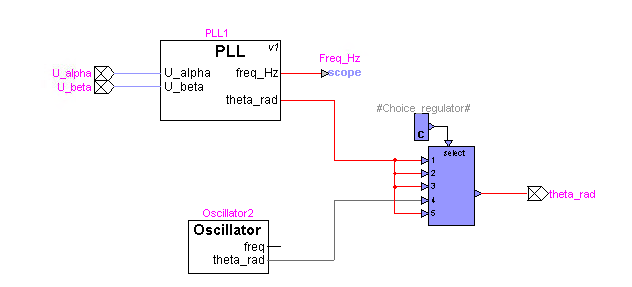 PLL1
PLL v1
U_alpha U_alpha freq_Hz Freq_Hz scope
U_beta U_beta
theta_rad
#Choice_regulator#
C
select
1
2
3
4
5
theta_rad
Oscillator2
Oscillator
freq
theta_rad